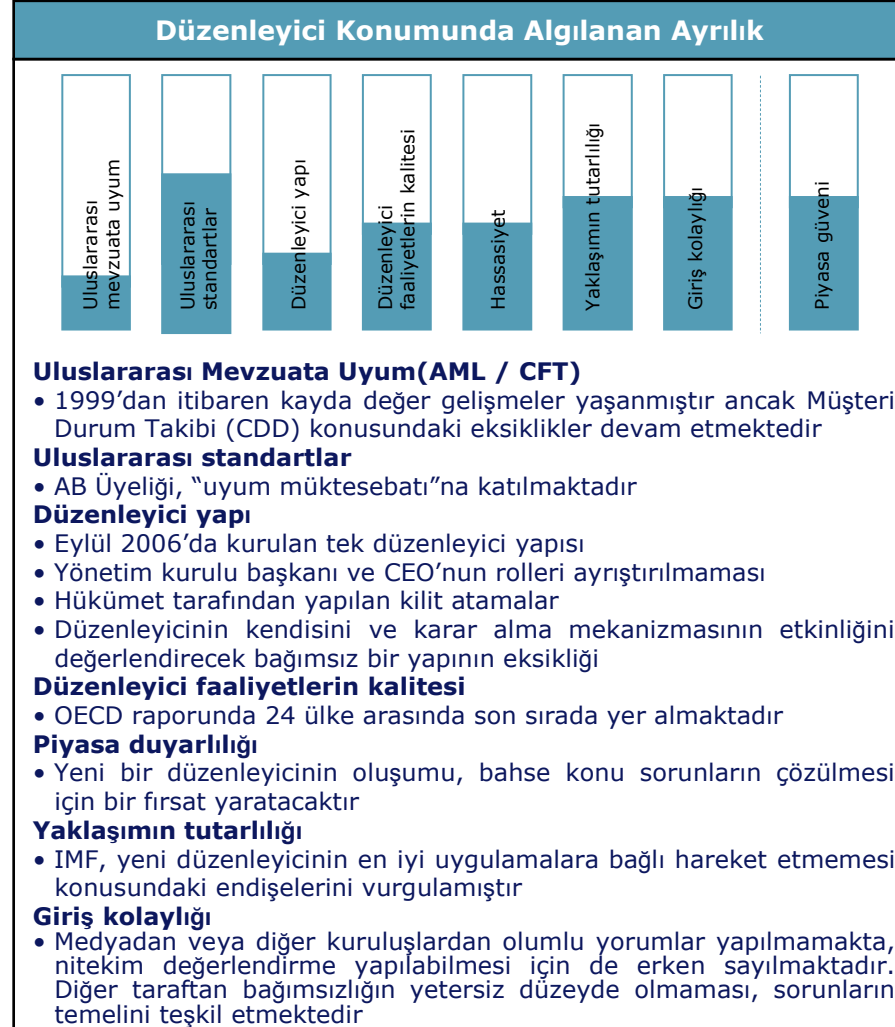 Düzenleyici Konumunda Algılanan Ayrılık
Uluslararası
mevzuata uyum
Uluslararası
standartlar
Düzenleyici yapı
Düzenleyici
faaliyetlerin kalitesi
Hassasiyet
Yaklaşımın tutarlılığı
Giriş kolaylığı
Piyasa güveni
Uluslararası Mevzuata Uyum(AML / CFT)
• 1999’dan itibaren kayda değer gelişmeler yaşanmıştır ancak Müşteri
Durum Takibi (CDD) konusundaki eksiklikler devam etmektedir
Uluslararası standartlar
• AB Üyeliği, “uyum müktesebatı”na katılmaktadır
Düzenleyici yapı
• Eylül 2006’da kurulan tek düzenleyici yapısı
• Yönetim kurulu başkanı ve CEO’nun rolleri ayrıştırılmaması
• Hükümet tarafından yapılan kilit atamalar
• Düzenleyicinin kendisini ve karar alma mekanizmasının etkinliğini
değerlendirecek bağımsız bir yapının eksikliği
Düzenleyici faaliyetlerin kalitesi
• OECD raporunda 24 ülke arasında son sırada yer almaktadır
Piyasa duyarlılığı
• Yeni bir düzenleyicinin oluşumu, bahse konu sorunların çözülmesi
için bir fırsat yaratacaktır
Yaklaşımın tutarlılığı
• IMF, yeni düzenleyicinin en iyi uygulamalara bağlı hareket etmemesi
konusundaki endişelerini vurgulamıştır
Giriş kolaylığı
• Medyadan veya diğer kuruluşlardan olumlu yorumlar yapılmamakta,
nitekim değerlendirme yapılabilmesi için de erken sayılmaktadır.
Diğer taraftan bağımsızlığın yetersiz düzeyde olmaması, sorunların
temelini teşkil etmektedir